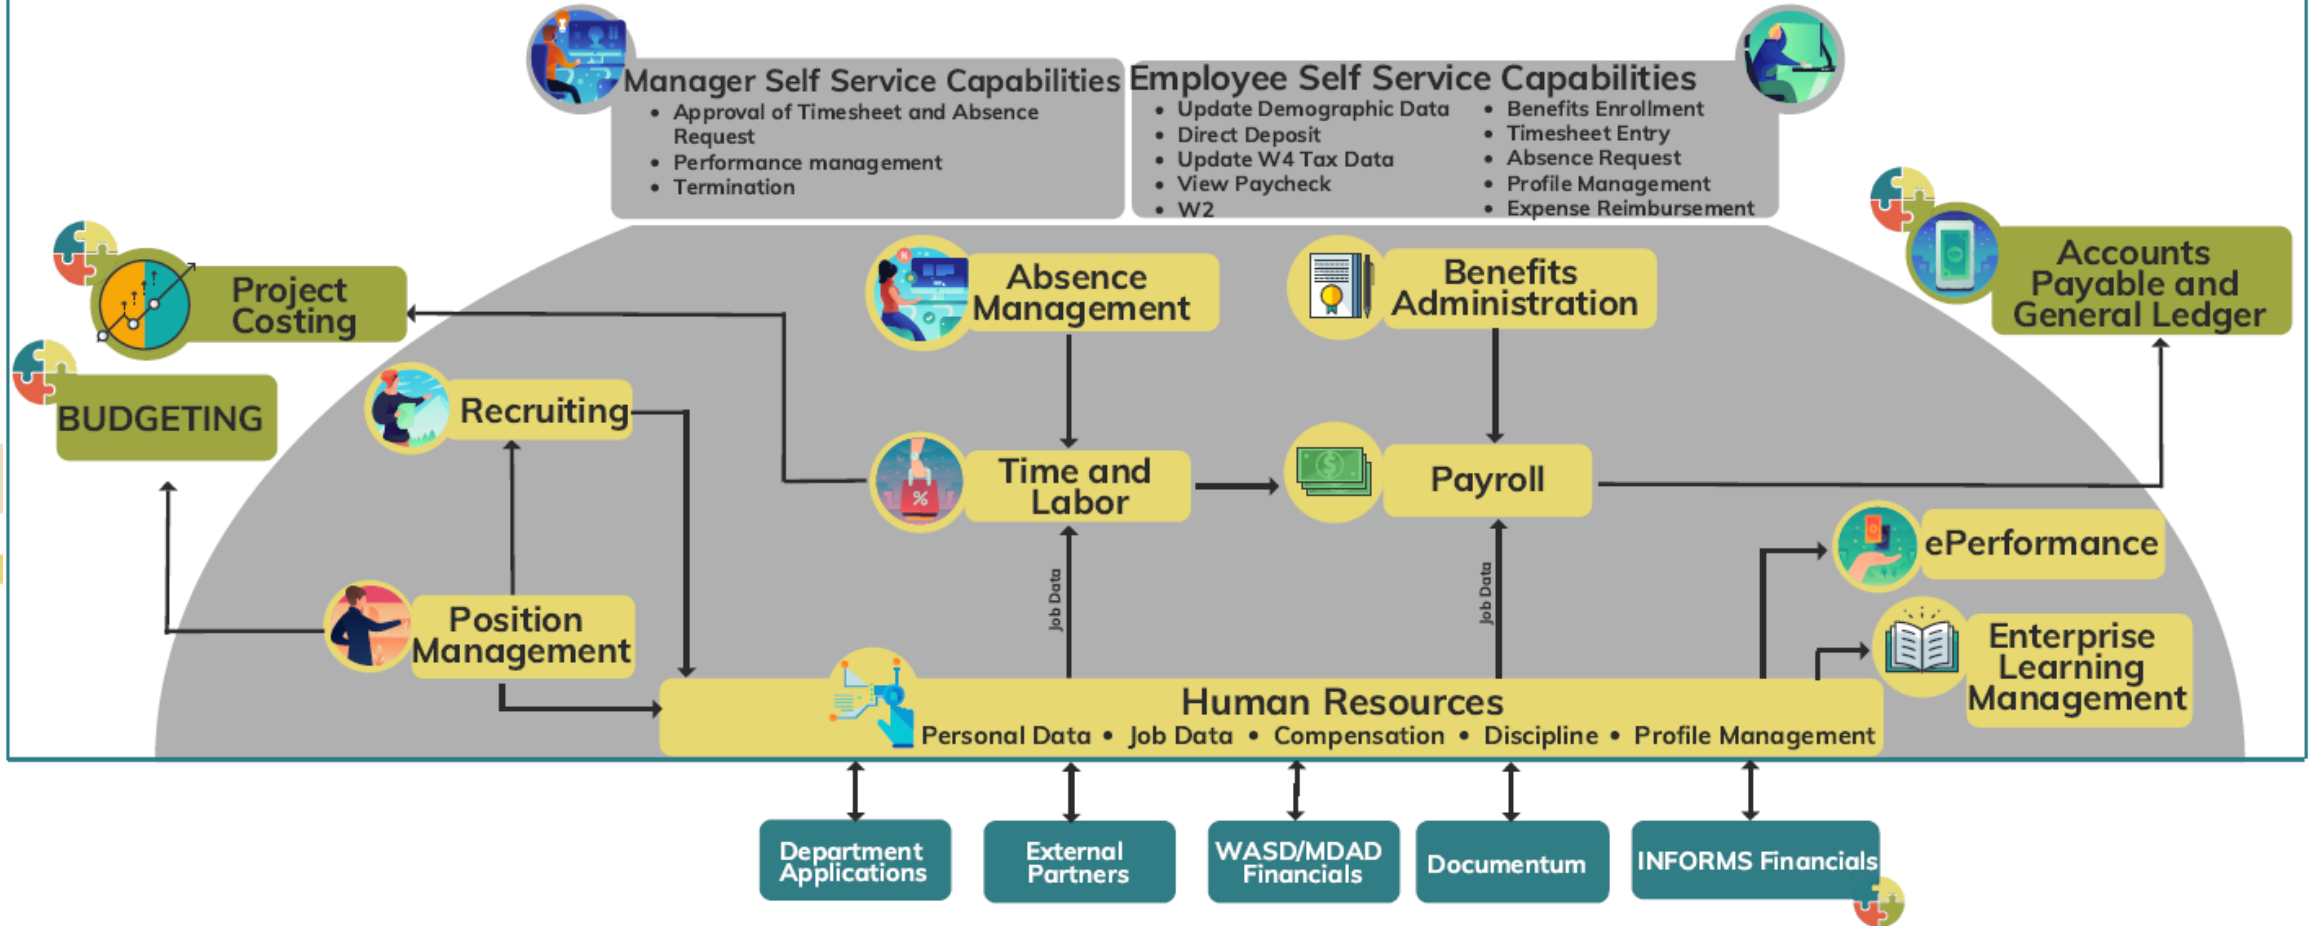 Manager Self Service Capabilities
• Approval of Timesheet and Absence
Request
• Performance management
• Termination
Employee Self Service Capabilities
• Update Demographic Data
• Direct Deposit
• Update W4 Tax Data
• View Paycheck
• W2
• Benefits Enrollment
• Timesheet Entry
• Absence Request
• Profile Management
• Expense Reimbursement
Project
Costing
BUDGETING
Absence
Management
Benefits
Administration
Accounts
Payable and
General Ledger
Recruiting
Time and
Labor
%
Payroll
ePerformance
Position
Management
Job Data
Job Data
Enterprise
Learning
Management
Human Resources
Personal Data • Job Data • Compensation • Discipline • Profile Management
Department
Applications
External
Partners
WASD/MDAD
Financials
Documentum
INFORMS Financials